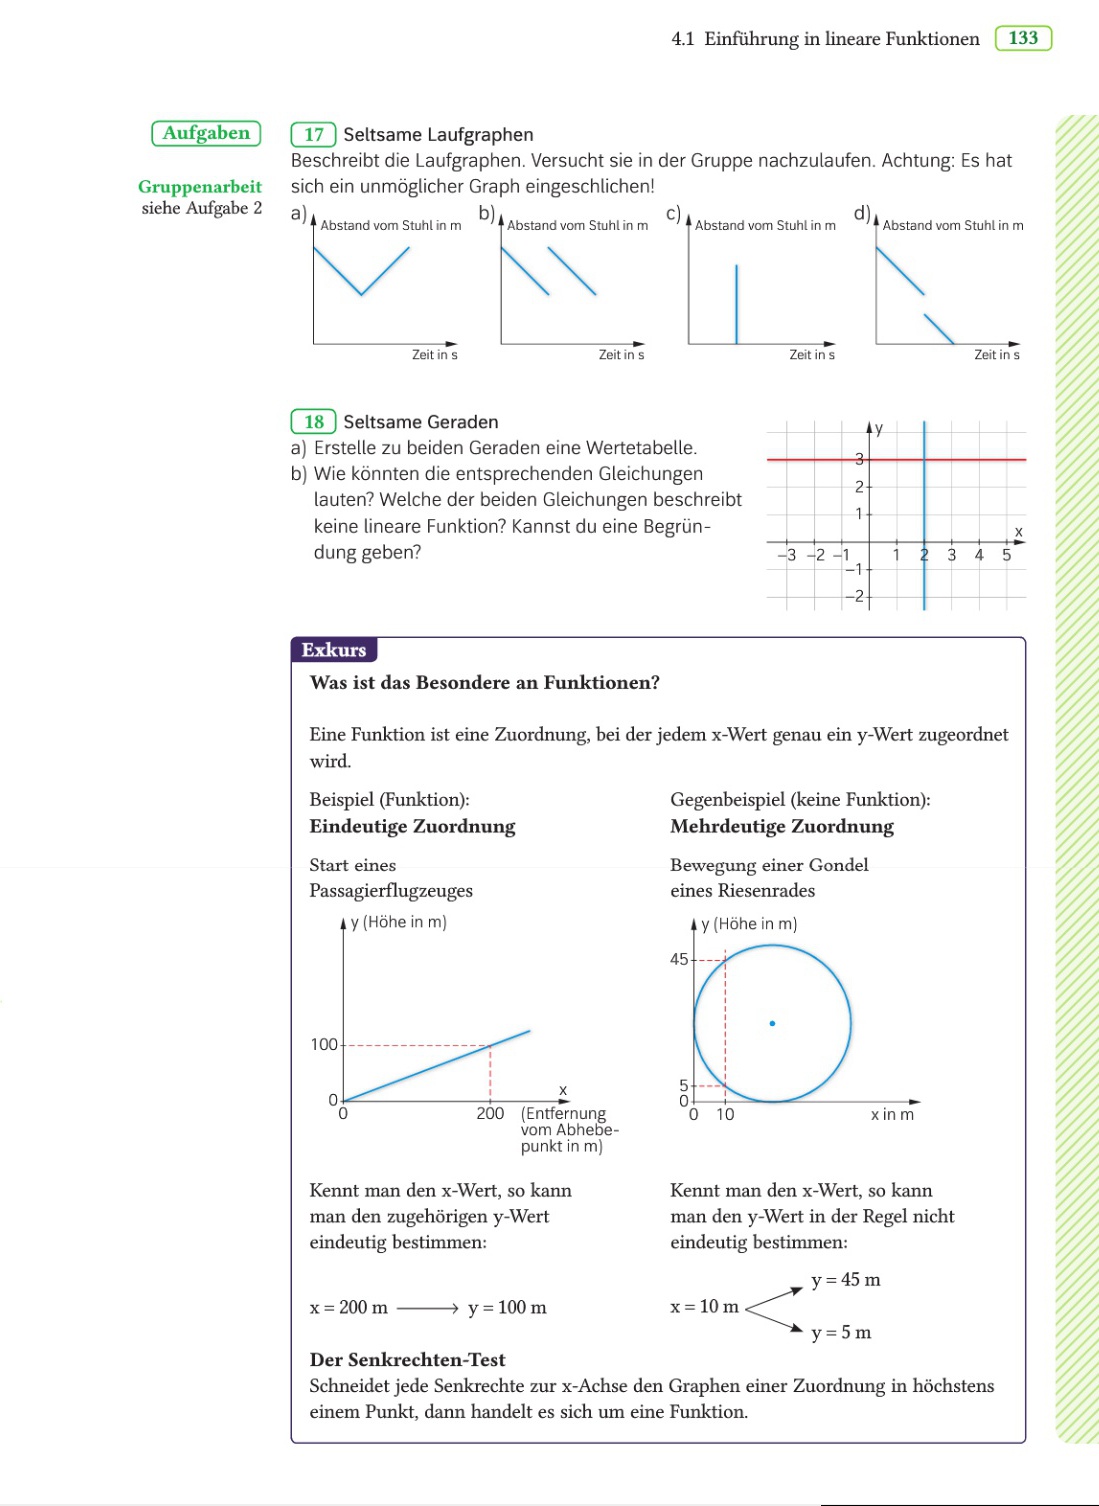 4.1 Einführung in lineare Funktionen 133
Aufgaben
Gruppenarbeit
siehe Aufgabe 2
17 Seltsame Laufgraphen
Beschreibt die Laufgraphen. Versucht sie in der Gruppe nachzulaufen. Achtung: Es hat
sich ein unmöglicher Graph eingeschlichen!
a) Abstand vom Stuhl in m
Zeit in s
b) Abstand vom Stuhl in m
Zeit in s
c) Abstand vom Stuhl in m
Zeit in s
d) Abstand vom Stuhl in m
Zeit in s
18 Seltsame Geraden
a) Erstelle zu beiden Geraden eine Wertetabelle.
b) Wie könnten die entsprechenden Gleichungen
lauten? Welche der beiden Gleichungen beschreibt
keine lineare Funktion? Kannst du eine Begrün-
dung geben?
y
3
2
1
x
−3 −2 −1 1 2 3 4 5
−1
−2
Exkurs
Was ist das Besondere an Funktionen?
Eine Funktion ist eine Zuordnung, bei der jedem x-Wert genau ein y-Wert zugeordnet
wird.
Beispiel (Funktion):
Eindeutige Zuordnung
Start eines
Passagierflugzeuges
y (Höhe in m)
100
0
0 200
x
(Entfernung
vom Abhebe-
punkt in m)
Kennt man den x-Wert, so kann
man den zugehörigen y-Wert
eindeutig bestimmen:
x = 200 m → y = 100 m
Gegenbeispiel (keine Funktion):
Mehrdeutige Zuordnung
Bewegung einer Gondel
eines Riesenrades
y (Höhe in m)
45
5
0
0 10 x in m
Kennt man den x-Wert, so kann
man den y-Wert in der Regel nicht
eindeutig bestimmen:
y = 45 m
x = 10 m
y = 5 m
Der Senkrechten-Test
Schneidet jede Senkrechte zur x-Achse den Graphen einer Zuordnung in höchstens
einem Punkt, dann handelt es sich um eine Funktion.